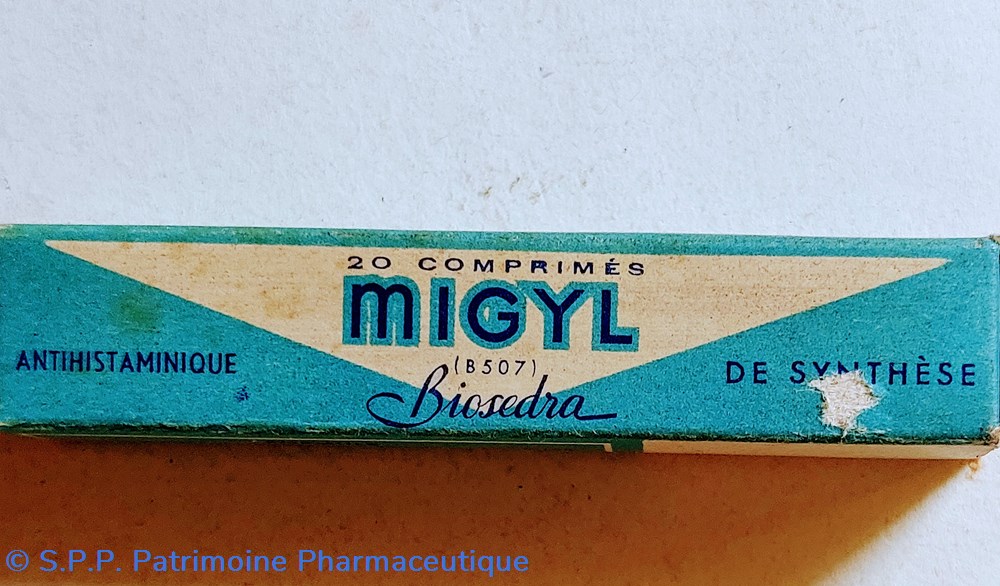 20 COMPRIMÉS
MIGYL
ANTIHISTAMINIQUE
(B507)
DE SYNTHÈSE
Biosedra
© S.P.P. Patrimoine Pharmaceutique